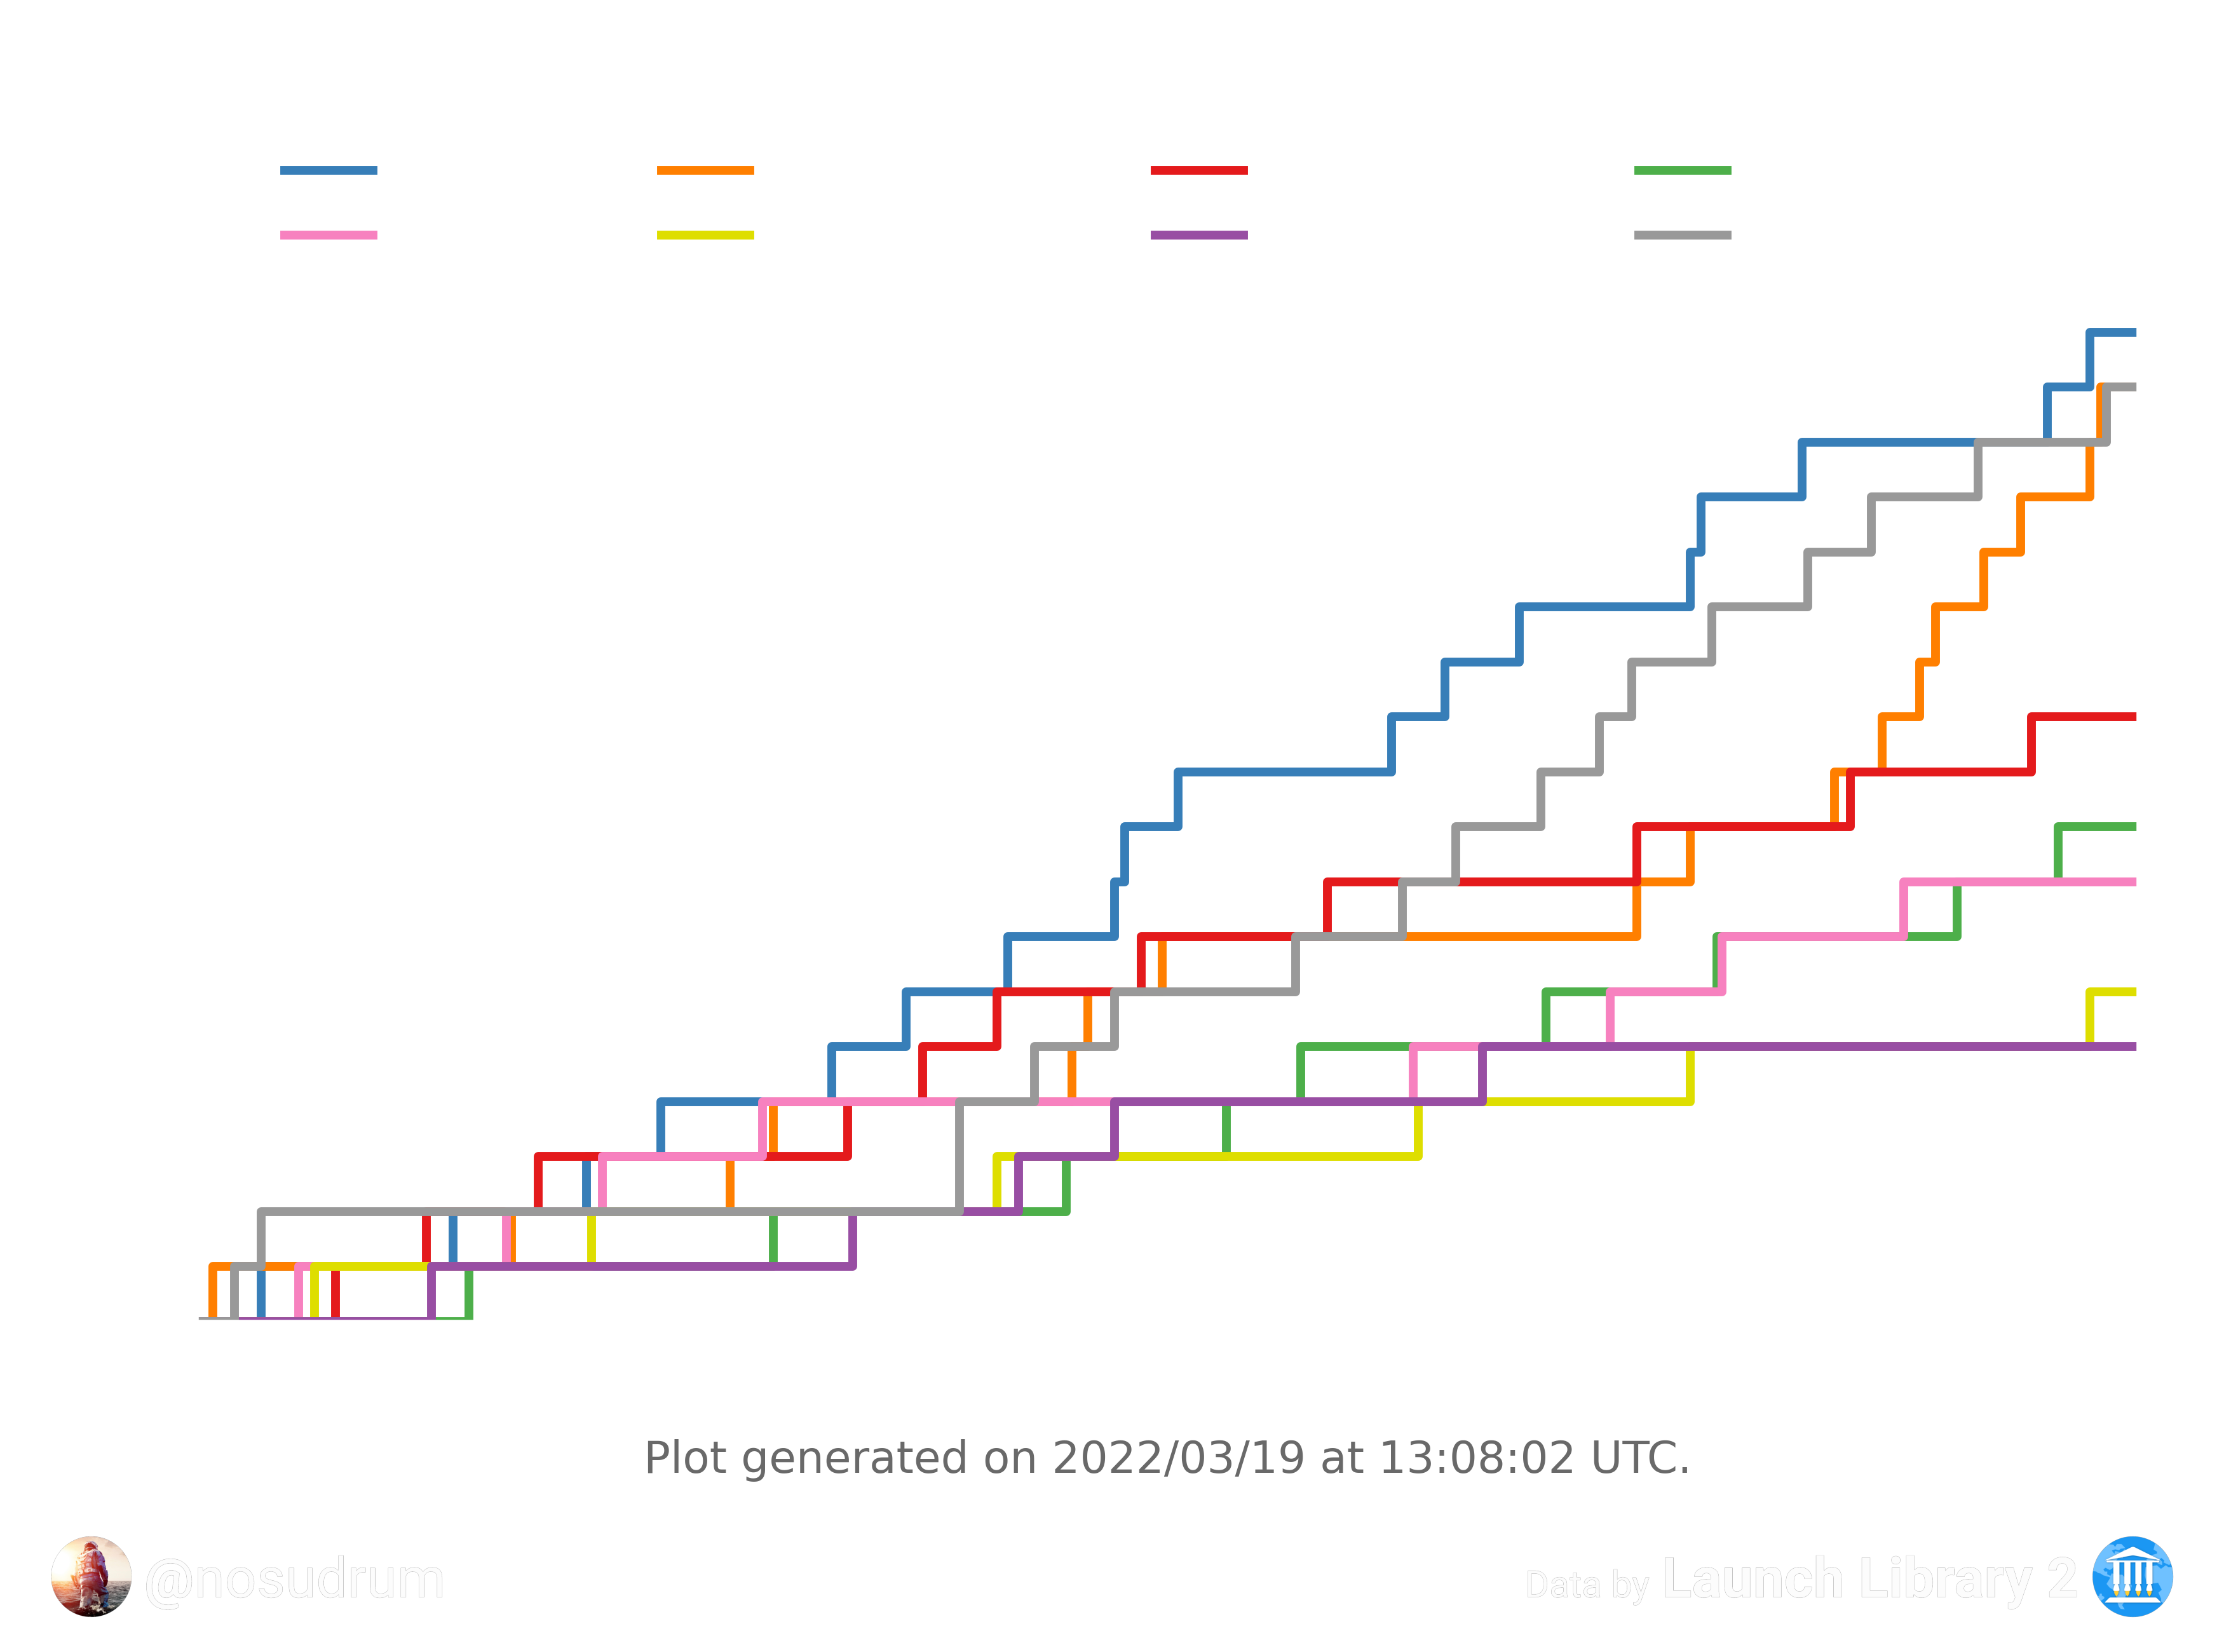 Plot generated on 2022/03/19 at 13:08:02 UTC.
@nosudrum
Data by Launch Library 2